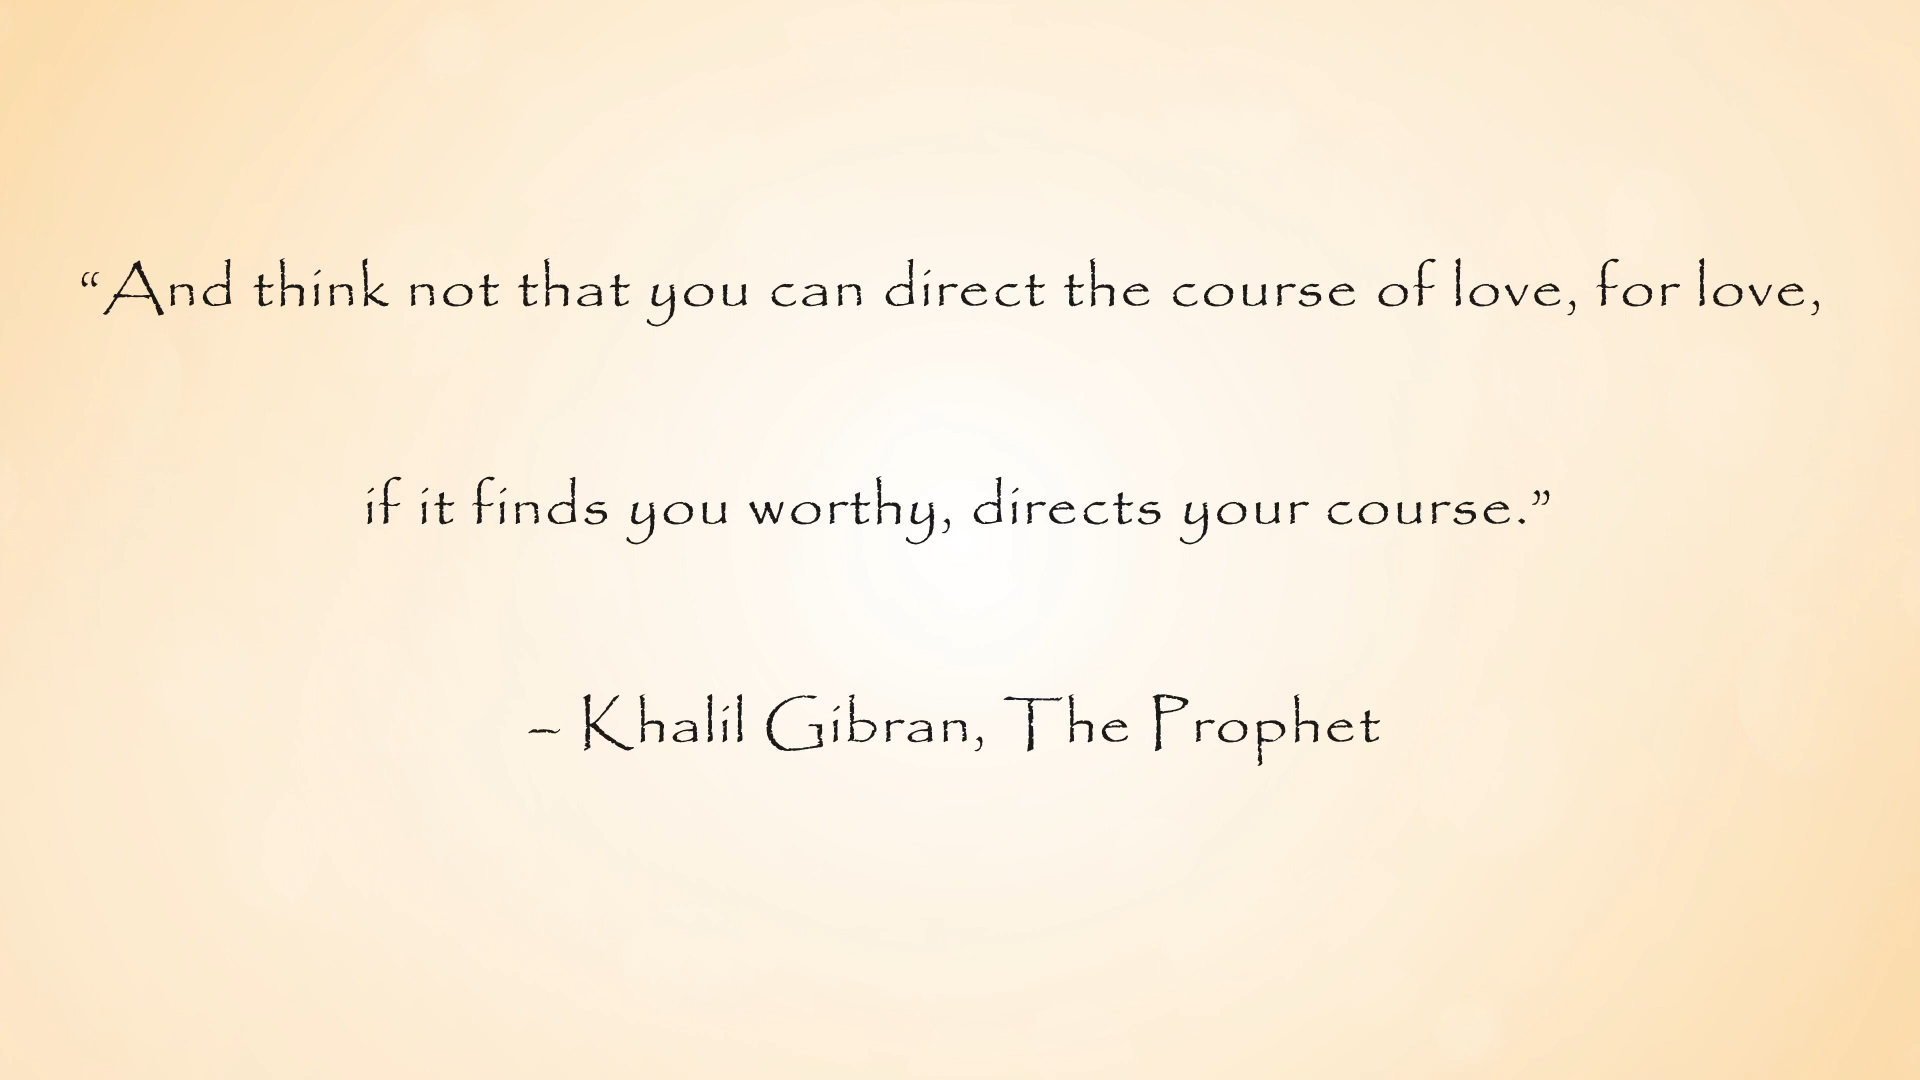 “And think not that you can direct the course of love, for love,
if it finds you worthy, directs your course.”
– Khalil Gibran, The Prophet